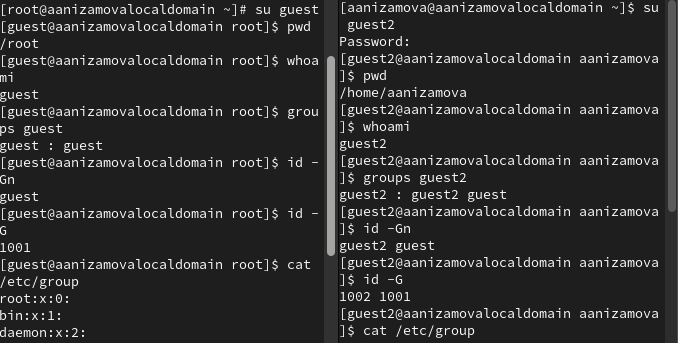 [root@aanizamovalocaldomain ~]# su guest
[guest@aanizamovalocaldomain root]$ pwd
/root
[guest@aanizamovalocaldomain root]$ whoa
mi
guest
[guest@aanizamovalocaldomain root]$ grou
ps guest
guest : guest
[guest@aanizamovalocaldomain root]$ id -
Gn
guest
[guest@aanizamovalocaldomain root]$ id -
G
1001
[guest@aanizamovalocaldomain root]$ cat
/etc/group
root:x:0:
bin:x:1:
daemon:x:2:
[aanizamova@aanizamovalocaldomain ~]$ su
 guest2
Password:
[guest2@aanizamovalocaldomain aanizamova
]$ pwd
/home/aanizamova
[guest2@aanizamovalocaldomain aanizamova
]$ whoami
guest2
[guest2@aanizamovalocaldomain aanizamova
]$ groups guest2
guest2 : guest2 guest
[guest2@aanizamovalocaldomain aanizamova
]$ id -Gn
guest2 guest
[guest2@aanizamovalocaldomain aanizamova
]$ id -G
1002 1001
[guest2@aanizamovalocaldomain aanizamova
]$ cat /etc/group